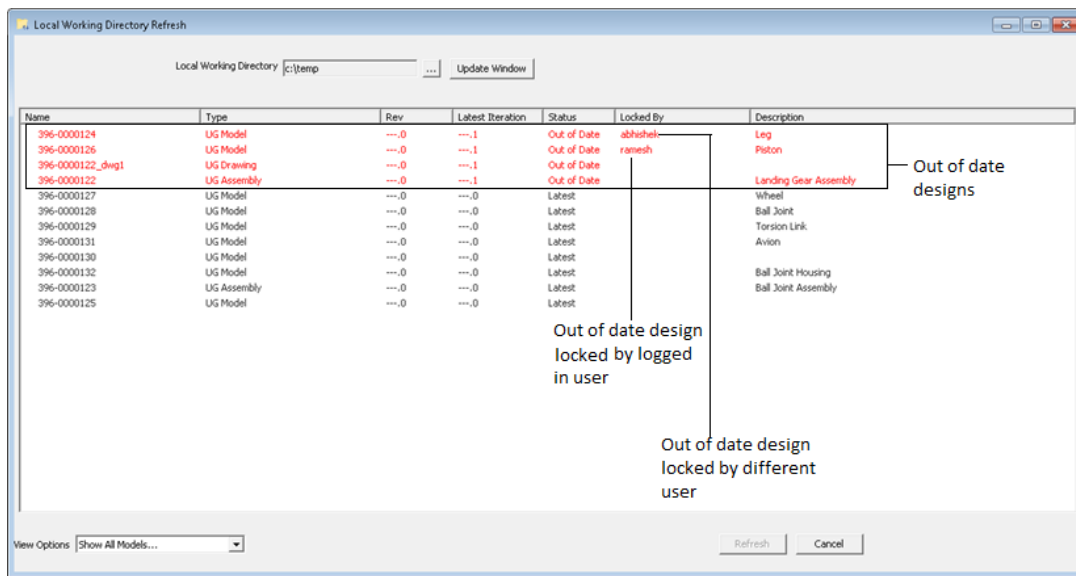 Local Working Directory Refresh
Local Working Directory c:\temp ... Update Window
Name Type Rev Latest Iteration Status Locked By Description
396-0000124 UG Model ---.0 ---.1 Out of Date abhishek Leg
396-0000126 UG Model ---.0 ---.1 Out of Date ramesh Piston
396-0000122_dwg1 UG Drawing ---.0 ---.1 Out of Date
396-0000122 UG Assembly ---.0 ---.1 Out of Date Landing Gear Assembly
Out of date
designs
396-0000127 UG Model ---.0 ---.0 Latest Wheel
396-0000128 UG Model ---.0 ---.0 Latest Ball Joint
396-0000129 UG Model ---.0 ---.0 Latest Torsion Link
396-0000131 UG Model ---.0 ---.0 Latest Avion
396-0000130 UG Model ---.0 ---.0 Latest
396-0000132 UG Model ---.0 ---.0 Latest Ball Joint Housing
396-0000123 UG Assembly ---.0 ---.0 Latest Ball Joint Assembly
396-0000125 UG Model ---.0 ---.0 Latest
Out of date design
locked by logged
in user
Out of date design
locked by different
user
View Options Show All Models... Refresh Cancel